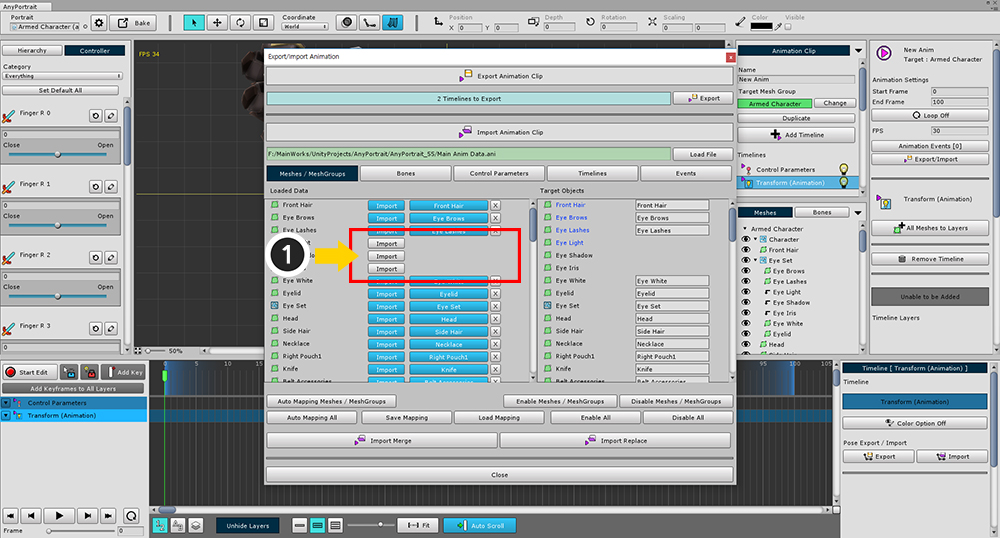 AnyPortrait
Portrait
Armed Character (a
Bake
Coordinate
World
Position
X
0
Y
0
Depth
0
Rotation
0
Scaling
X
0
Y
0
Color
Visible
Hierarchy
Controller
Category
Everything
Set Default All
Finger R 0
0
Close
Open
Finger R 1
0
Close
Open
Finger R 2
0
Close
Open
Finger R 3
0
Close
Open
FPS 34
50%
Export/Import Animation
Export Animation Clip
2 Timelines to Export
Export
Import Animation Clip
F:/MainWorks/UnityProjects/AnyPortrait/AnyPortrait_5S/Main Anim Data.ani
Load File
Meshes / MeshGroups
Bones
Control Parameters
Timelines
Events
Loaded Data
Target Objects
Front Hair Import Front Hair X Front Hair Front Hair
Eye Brows Import Eye Brows X Eye Brows Eye Brows
Eye Lashes Import Eye Lashes X Eye Lashes Eye Lashes
Import Eye Light
1
Import Eye Shadow
Import Eye Iris
Eye White Import Eye White Eye White
Eyelid Import Eyelid X Eyelid Eyelid
Eye Set Import Eye Set X Eye Set Eye Set
Head Import Head X Head Head
Side Hair Import Side Hair X Side Hair Side Hair
Necklace Import Necklace X Necklace Necklace
Right Pouch1 Import Right Pouch1 X Right Pouch1 Right Pouch1
Knife Import Knife X Knife Knife
Belt Accessories Import Belt Accessories X Belt Accessories Belt Accessories
Auto Mapping Meshes / MeshGroups
Enable Meshes / MeshGroups
Disable Meshes / MeshGroups
Auto Mapping All
Save Mapping
Load Mapping
Enable All
Disable All
Import Merge
Import Replace
Close
Animation Clip
Name
New Anim
Target Mesh Group
Armed Character
Change
Duplicate
Add Timeline
Timelines
Control Parameters
Transform (Animation)
Meshes
Bones
Armed Character
Character
Front Hair
Eye Set
Eye Brows
Eye Lashes
Eye Light
Eye Shadow
Eye Iris
Eye White
Eyelid
Head
Side Hair
New Anim
Target : Armed Character
Animation Settings
Start Frame
0
End Frame
100
Loop Off
FPS
30
Animation Events [0]
Export/Import
Transform (Animation)
All Meshes to Layers
Remove Timeline
Unable to be Added
Timeline Layers
Start Edit
Add Key
Add Keyframes to All Layers
Control Parameters
Transform (Animation)
Frame
0
0
5
95
100
105
Unhide Layers
Fit
Auto Scroll
Timeline [ Transform (Animation) ]
Timeline
Transform (Animation)
Color Option Off
Pose Export / Import
Export
Import